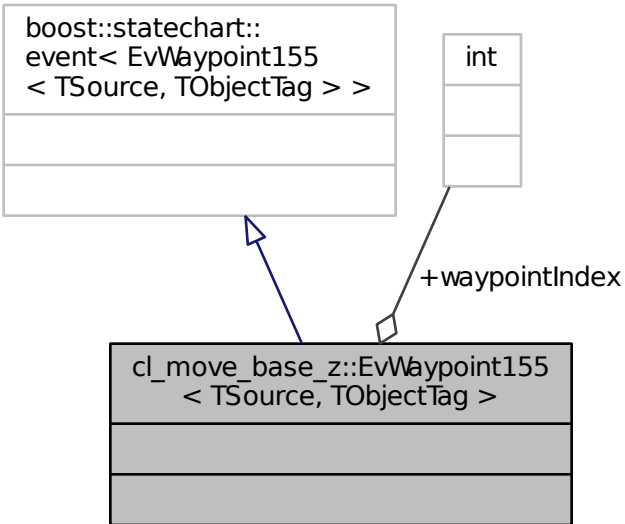 boost::statechart::
event< EvWaypoint155
< TSource, TObjectTag > >
int
+waypointIndex
cl_move_base_z::EvWaypoint155
< TSource, TObjectTag >